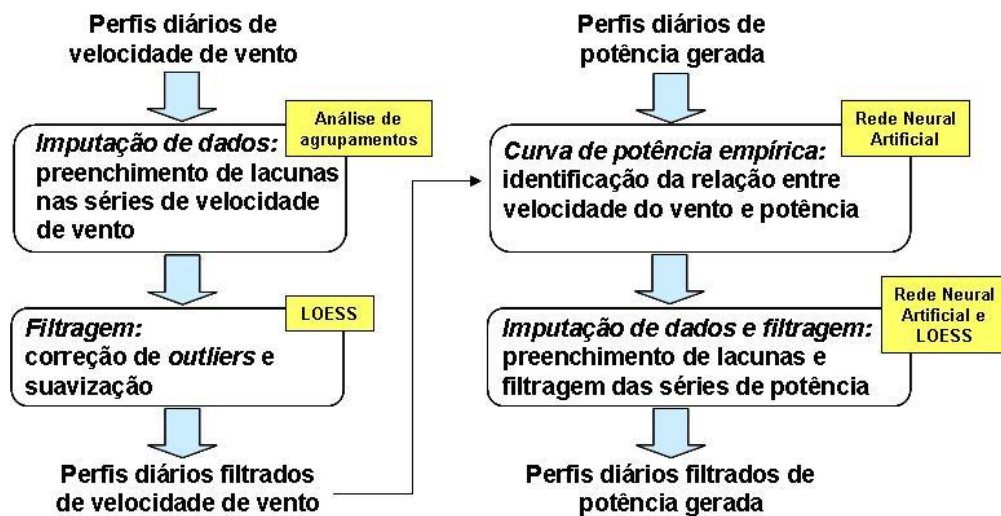 Perfis diários de
velocidade de vento
Análise de
agrupamentos
Imputação de dados:
preenchimento de lacunas
nas séries de velocidade
de vento
LOESS
Filtragem:
correção de outliers e
suavização
Perfis diários filtrados
de velocidade de vento
Perfis diários de
potência gerada
Rede Neural
Artificial
Curva de potência empírica:
identificação da relação entre
velocidade do vento e potência
Rede Neural
Artificial e
LOESS
Imputação de dados e filtragem:
preenchimento de lacunas e
filtragem das séries de potência
Perfis diários filtrados de
potência gerada